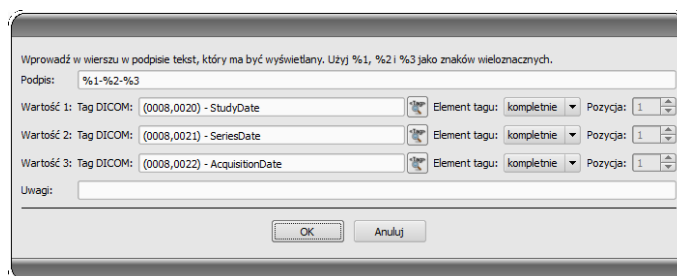 Wprowadź w wierszu w podpisie tekst, który ma być wyświetlany. Użyj %1, %2 i %3 jako znaków wieloznacznych.
Podpis: %1-%2-%3
Wartość 1: Tag DICOM: (0008,0020) - StudyDate Element tagu: kompletnie Pozycja: 1
Wartość 2: Tag DICOM: (0008,0021) - SeriesDate Element tagu: kompletnie Pozycja: 1
Wartość 3: Tag DICOM: (0008,0022) - AcquisitionDate Element tagu: kompletnie Pozycja: 1
Uwagi:
OK Anuluj